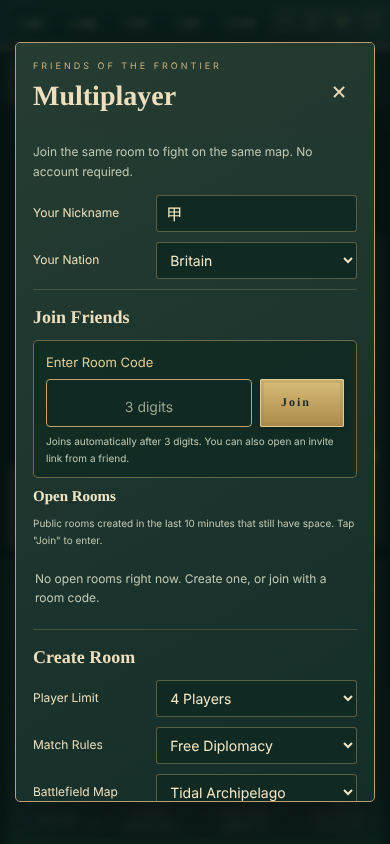 FRIENDS OF THE FRONTIER
Multiplayer
✕
Join the same room to fight on the same map. No
account required.
Your Nickname
甲
Your Nation
Britain
Join Friends
Enter Room Code
3 digits
Join
Joins automatically after 3 digits. You can also open an invite
link from a friend.
Open Rooms
Public rooms created in the last 10 minutes that still have space. Tap
"Join" to enter.
No open rooms right now. Create one, or join with a
room code.
Create Room
Player Limit
4 Players
Match Rules
Free Diplomacy
Battlefield Map
Tidal Archipelago